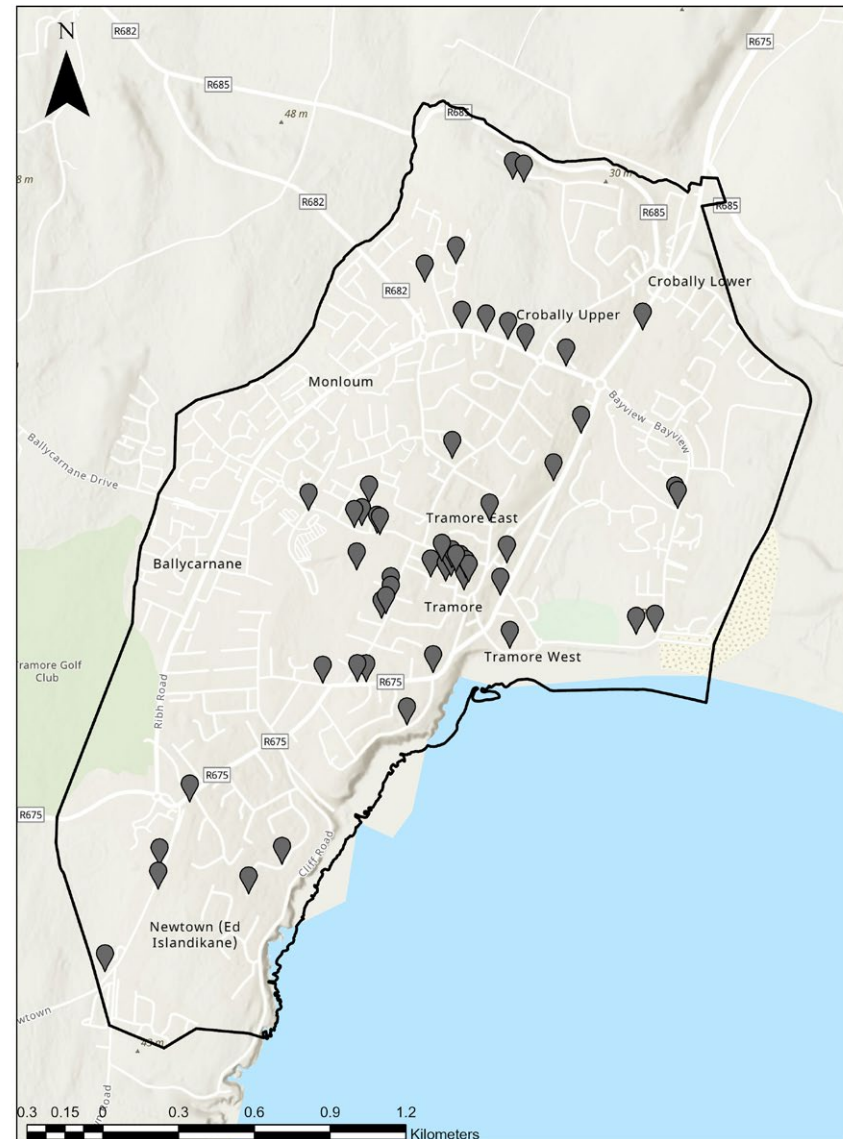 N
R682
R675
R685
R685
48 m
8 m
30 m
R682
R685
R685
Crobally Lower
R682
Crobally Upper
Monloum
Bayview
Bayview
Ballycarnane Drive
Tramore East
Ballycarnane
Tramore
Tramore Golf
Club
Tramore West
R675
Ribh Road
R675
R675
R675
Cliff Road
Newtown (Ed
Islandikane)
wtown
43 m
Road
0.3 0.15 0 0.3 0.6 0.9 1.2
Kilometers